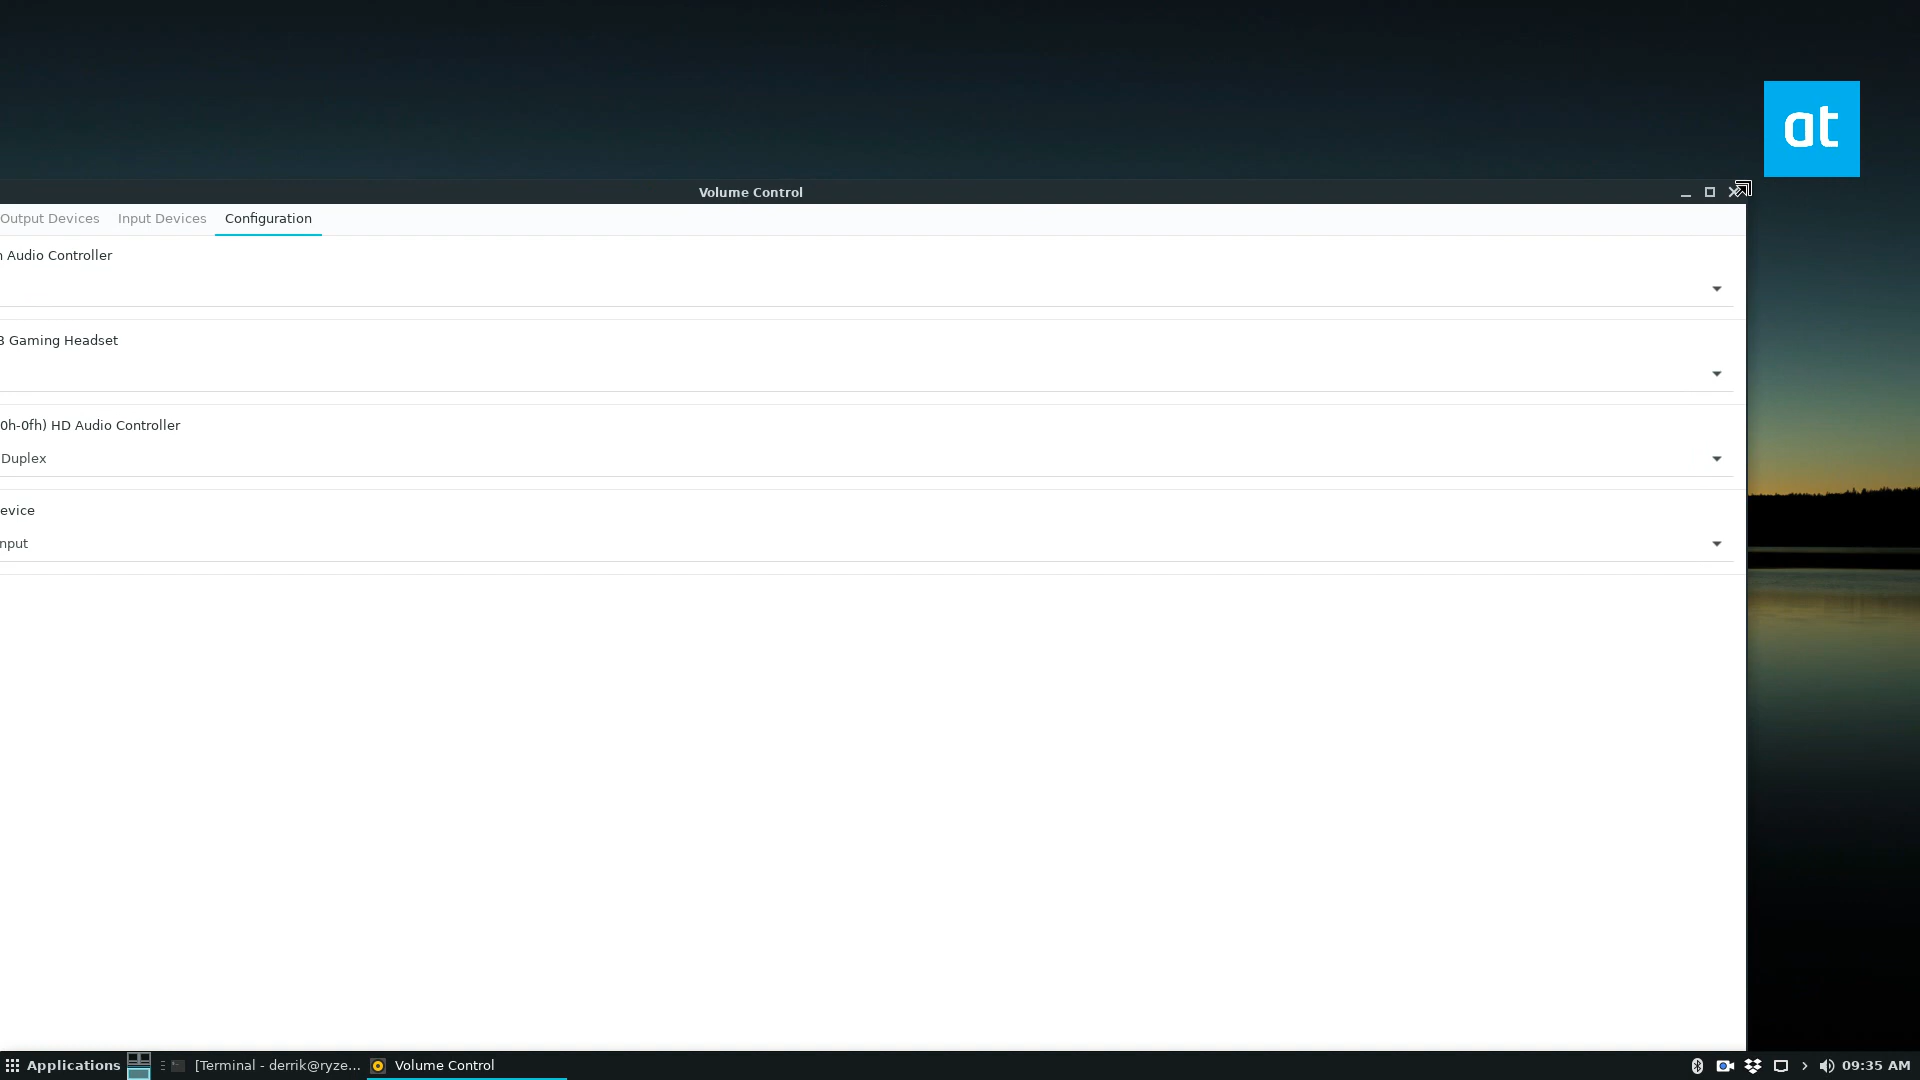 at
Volume Control
Output Devices Input Devices Configuration
Audio Controller
Gaming Headset
0h-0fh) HD Audio Controller
Duplex
evice
nput
Applications [Terminal - derrik@ryze... Volume Control 09:35 AM